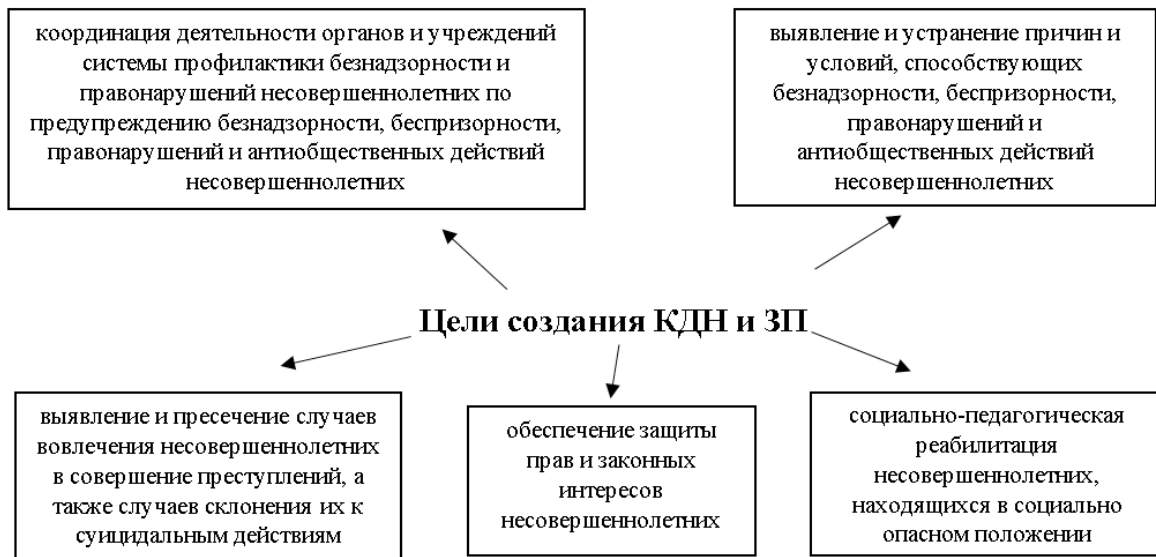 координация деятельности органов и учреждений
системы профилактики безнадзорности и
правонарушений несовершеннолетних по
предупреждению безнадзорности, беспризорности,
правонарушений и антиобщественных действий
несовершеннолетних
выявление и устранение причин и
условий, способствующих
безнадзорности, беспризорности,
правонарушений и
антиобщественных действий
несовершеннолетних
Цели создания КДН и ЗП
выявление и пресечение случаев
вовлечения несовершеннолетних
в совершение преступлений, а
также случаев склонения их к
суицидальным действиям
обеспечение защиты
прав и законных
интересов
несовершеннолетних
социально-педагогическая
реабилитация
несовершеннолетних,
находящихся в социально
опасном положении